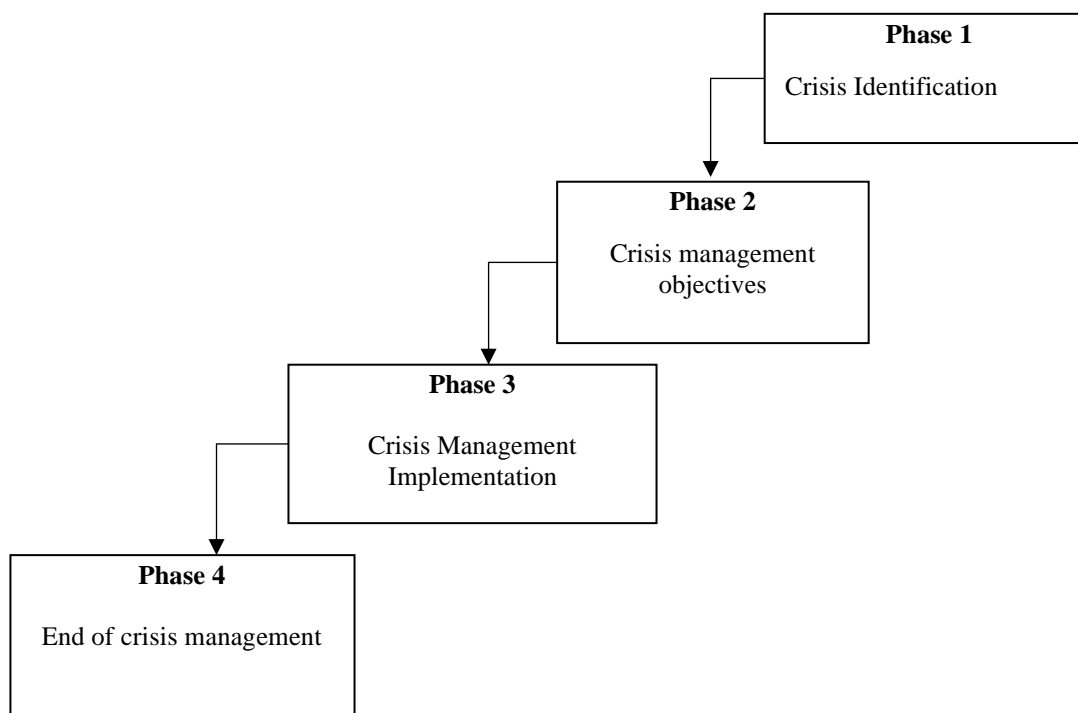 Phase 1
Crisis Identification
Phase 2
Crisis management
objectives
Phase 3
Crisis Management
Implementation
Phase 4
End of crisis management